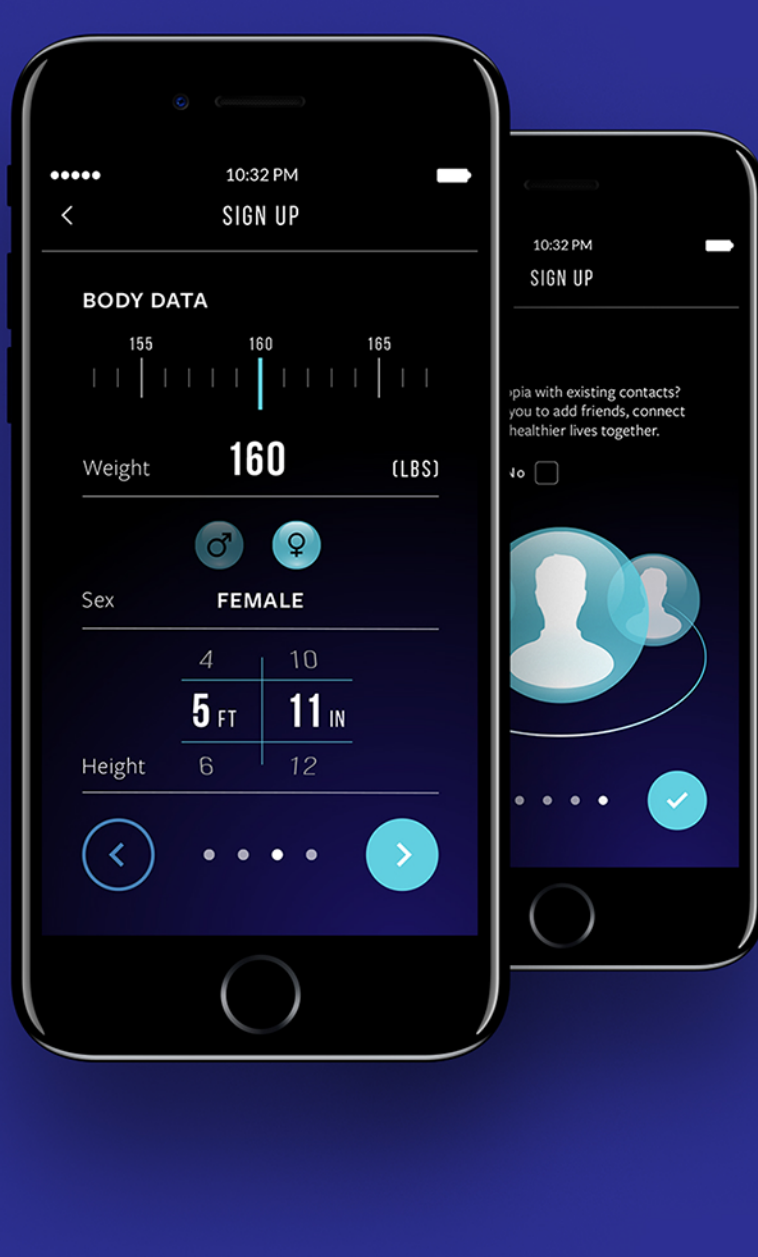 10:32 PM
SIGN UP
BODY DATA
155 160 165
Weight 160 (LBS)
Sex FEMALE
4 10
5 FT 11 IN
Height 6 12
10:32 PM
SIGN UP
with existing contacts?
you to add friends, connect
healthier lives together.